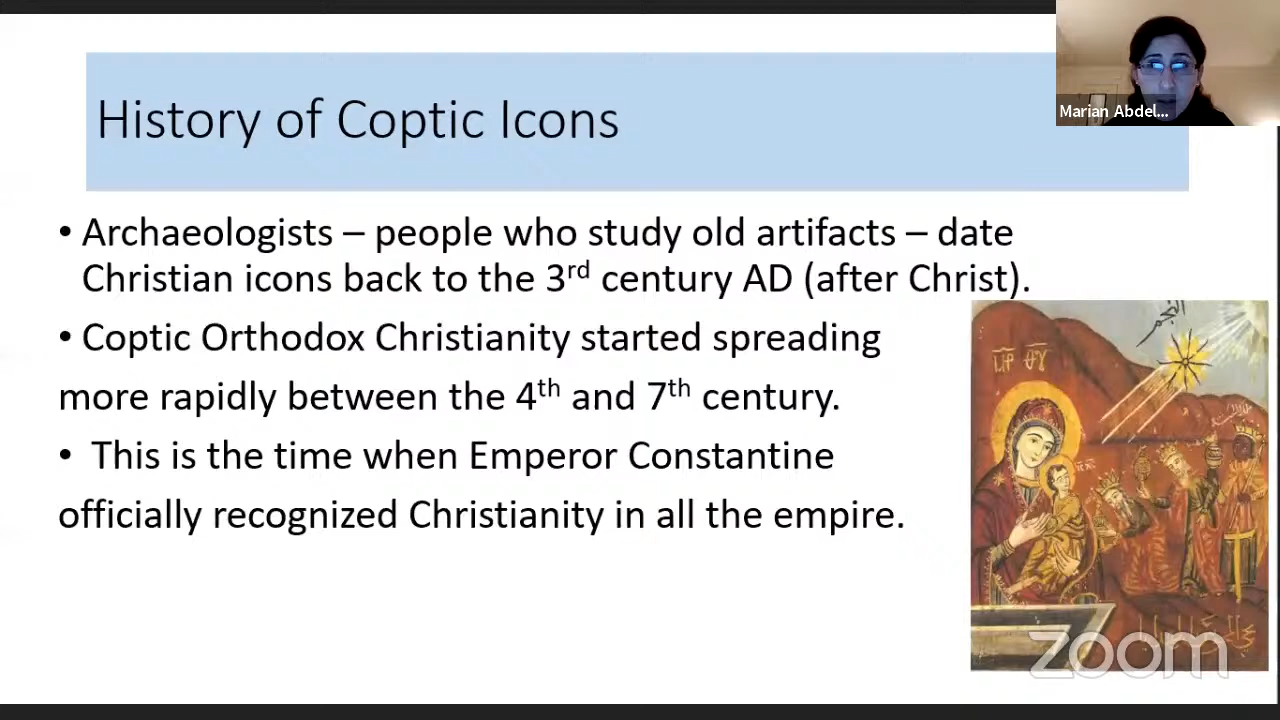 History of Coptic Icons
Marian Abdel...
• Archaeologists – people who study old artifacts – date
Christian icons back to the 3rd century AD (after Christ).
• Coptic Orthodox Christianity started spreading
more rapidly between the 4th and 7th century.
• This is the time when Emperor Constantine
officially recognized Christianity in all the empire.
النجم
zoom